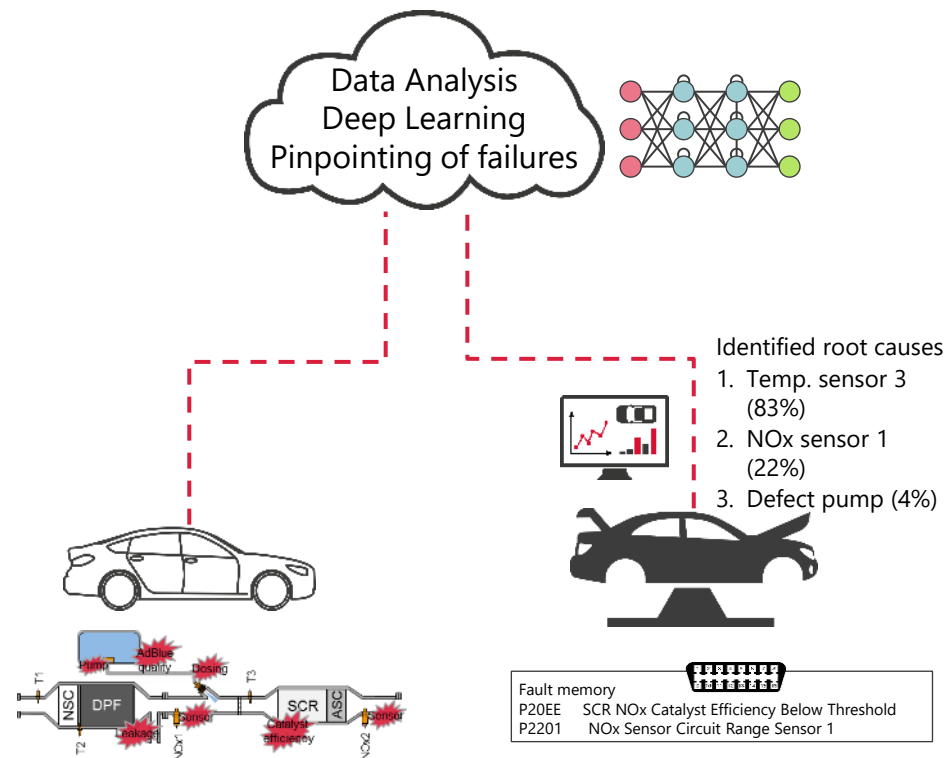 Data Analysis
Deep Learning
Pinpointing of failures
Identified root causes
1. Temp. sensor 3
(83%)
2. NOx sensor 1
(22%)
3. Defect pump (4%)
Pump
AdBlue
quality
Dosing
T1
T3
NSC
DPF
SCR
ASC
T2
Leakage
NOx1
Sensor
Catalyst
efficiency
NOx2
Sensor
Fault memory
P20EE SCR NOx Catalyst Efficiency Below Threshold
P2201 NOx Sensor Circuit Range Sensor 1